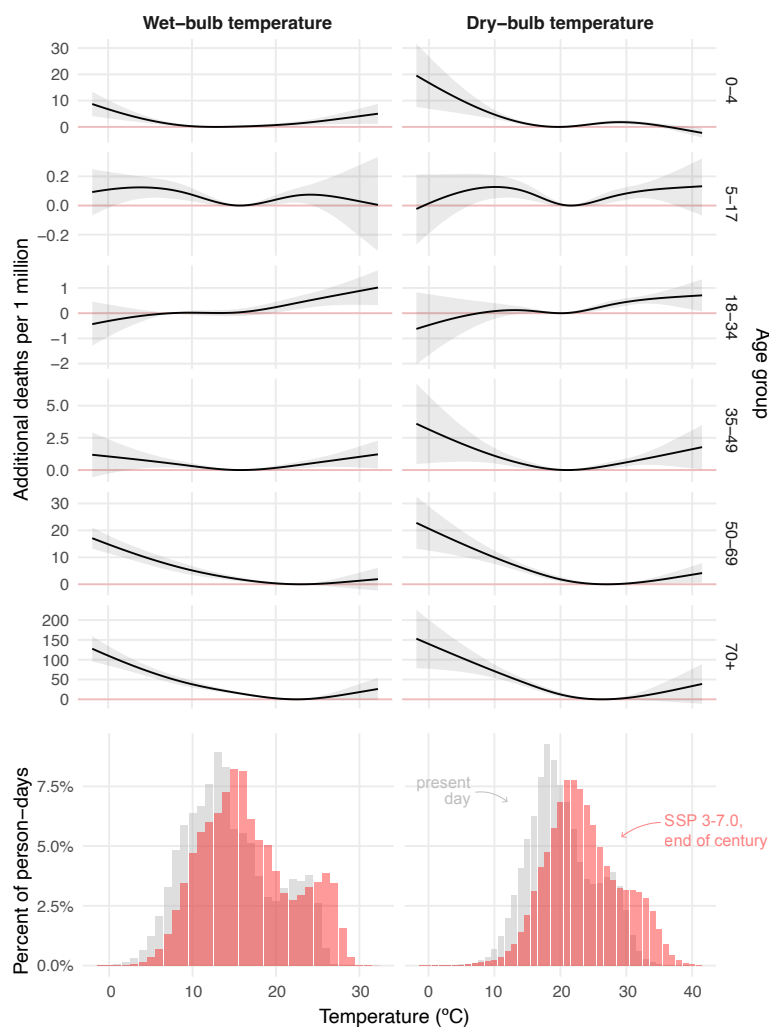 Wet−bulb temperature
Dry−bulb temperature
Additional deaths per 1 million
Age group
30
20
10
0
0−4
0.2
0.0
−0.2
5−17
1
0
−1
−2
18−34
5.0
2.5
0.0
35−49
30
20
10
0
50−69
200
150
100
50
0
70+
Percent of person−days
7.5%
5.0%
2.5%
0.0%
present
day
SSP 3-7.0,
end of century
0 10 20 30
0 10 20 30 40
Temperature (ºC)